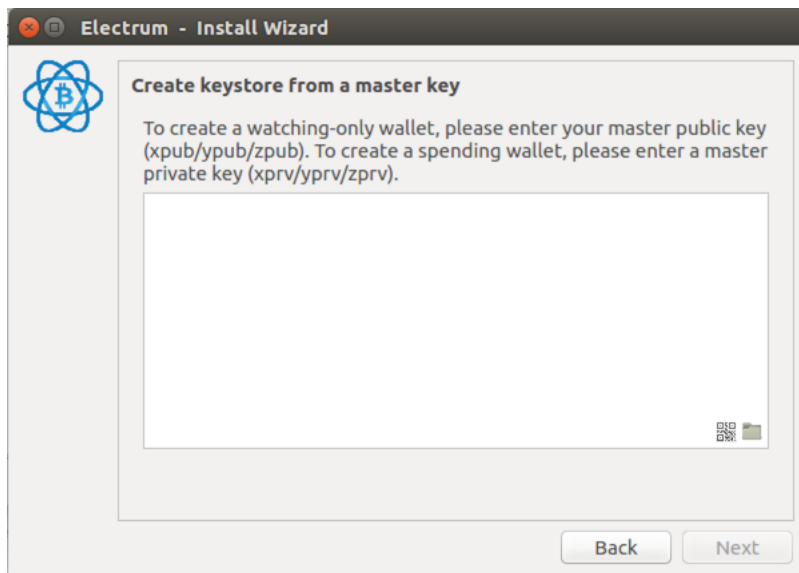 Electrum - Install Wizard
Create keystore from a master key
To create a watching-only wallet, please enter your master public key
(xpub/ypub/zpub). To create a spending wallet, please enter a master
private key (xprv/yprv/zprv).
Back Next